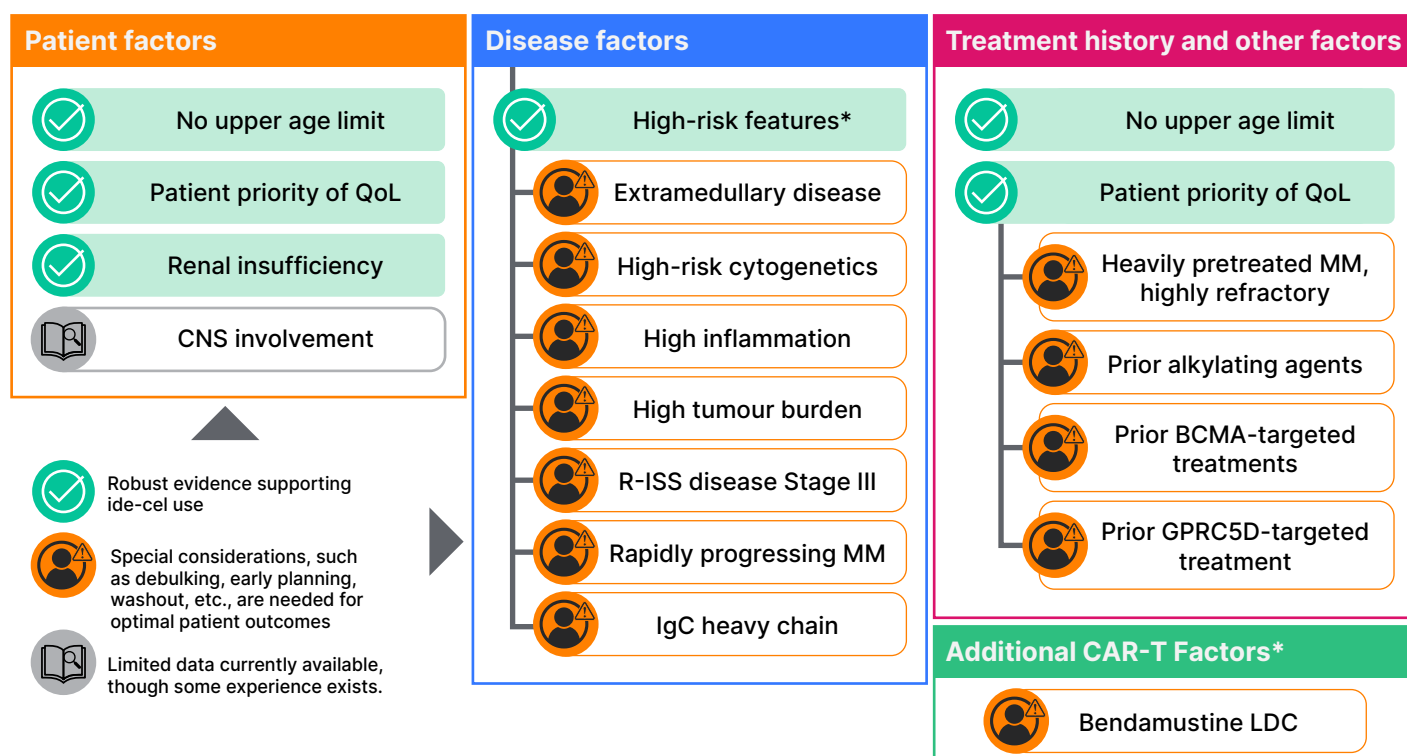 Patient factors
No upper age limit
Patient priority of QoL
Renal insufficiency
CNS involvement
Robust evidence supporting
ide-cel use
Special considerations, such
as debulking, early planning,
washout, etc., are needed for
optimal patient outcomes
Limited data currently available,
though some experience exists.
Disease factors
High-risk features*
Extramedullary disease
High-risk cytogenetics
High inflammation
High tumour burden
R-ISS disease Stage III
Rapidly progressing MM
IgC heavy chain
Treatment history and other factors
No upper age limit
Patient priority of QoL
Heavily pretreated MM,
highly refractory
Prior alkylating agents
Prior BCMA-targeted
treatments
Prior GPRC5D-targeted
treatment
Additional CAR-T Factors*
Bendamustine LDC